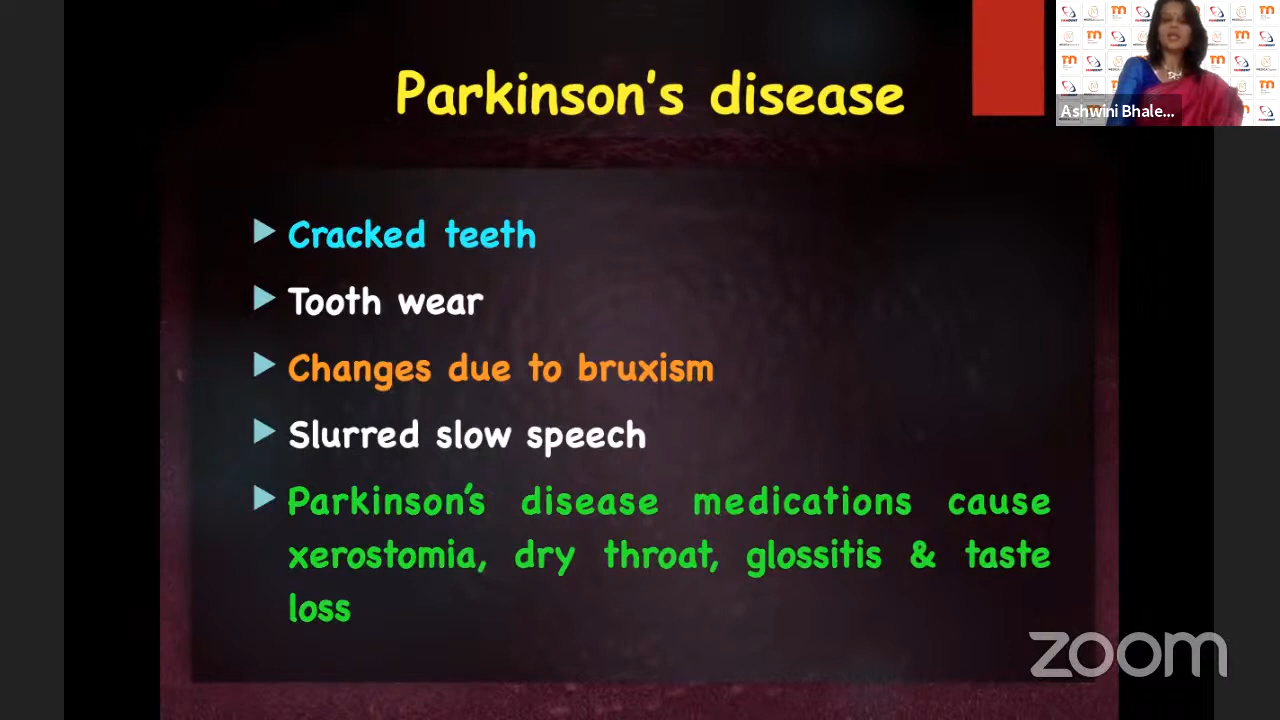 Parkinson's disease
Ashwini Bhale...
Cracked teeth
Tooth wear
Changes due to bruxism
Slurred slow speech
Parkinson's disease medications cause
xerostomia, dry throat, glossitis & taste
loss
zoom